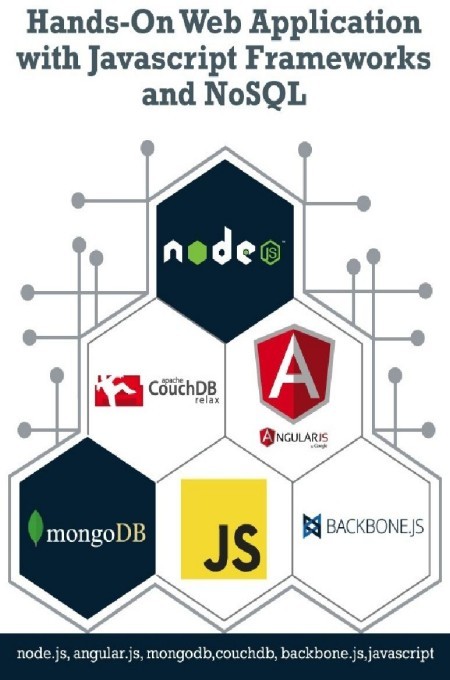 Hands-On Web Application
with Javascript Frameworks
and NoSQL
node JS™
apache
CouchDB
relax
ANGULARJS
by Google
mongoDB
JS
BACKBONE.JS
node.js, angular.js, mongodb,couchdb, backbone.js,javascript